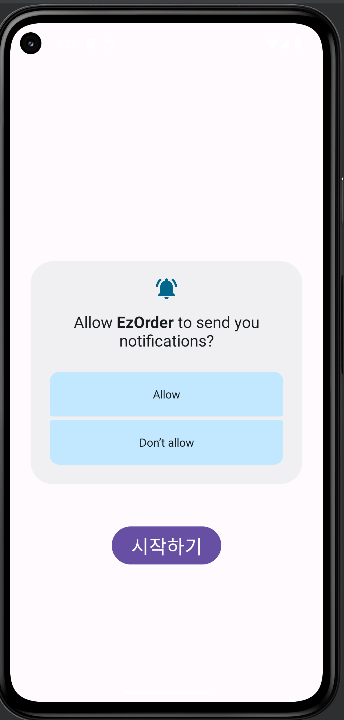 Allow EzOrder to send you
notifications?
Allow
Don't allow
시작하기